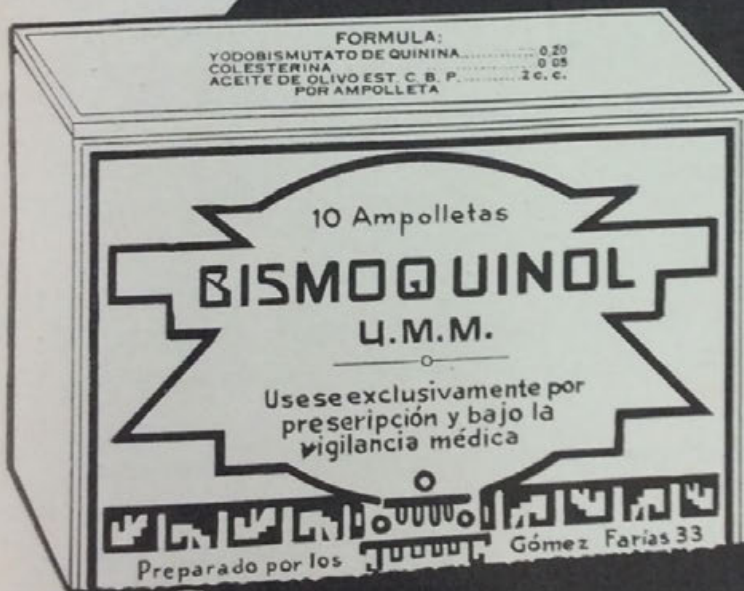 FORMULA:
YODOBISMUTATO DE QUININA............0.20
COLESTERINA............0 05
ACEITE DE OLIVO EST. C. B. P..........2 c. c.
POR AMPOLLETA
10 Ampolletas
BISMOQUINOL
U.M.M.
Usese exclusivamente por
preseripción y bajo la
vigilancia médica
Preparado por los
Gómez Farías 33